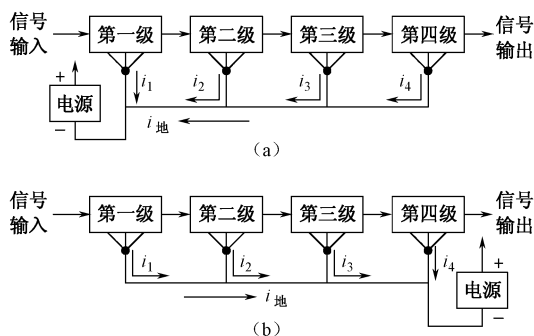 信号
输入
第一级
第二级
第三级
第四级
信号
输出
+
电源
−
i1
i2
i3
i4
i地
（a）
信号
输入
第一级
第二级
第三级
第四级
信号
输出
i1
i2
i3
i4
+
电源
−
i地
（b）